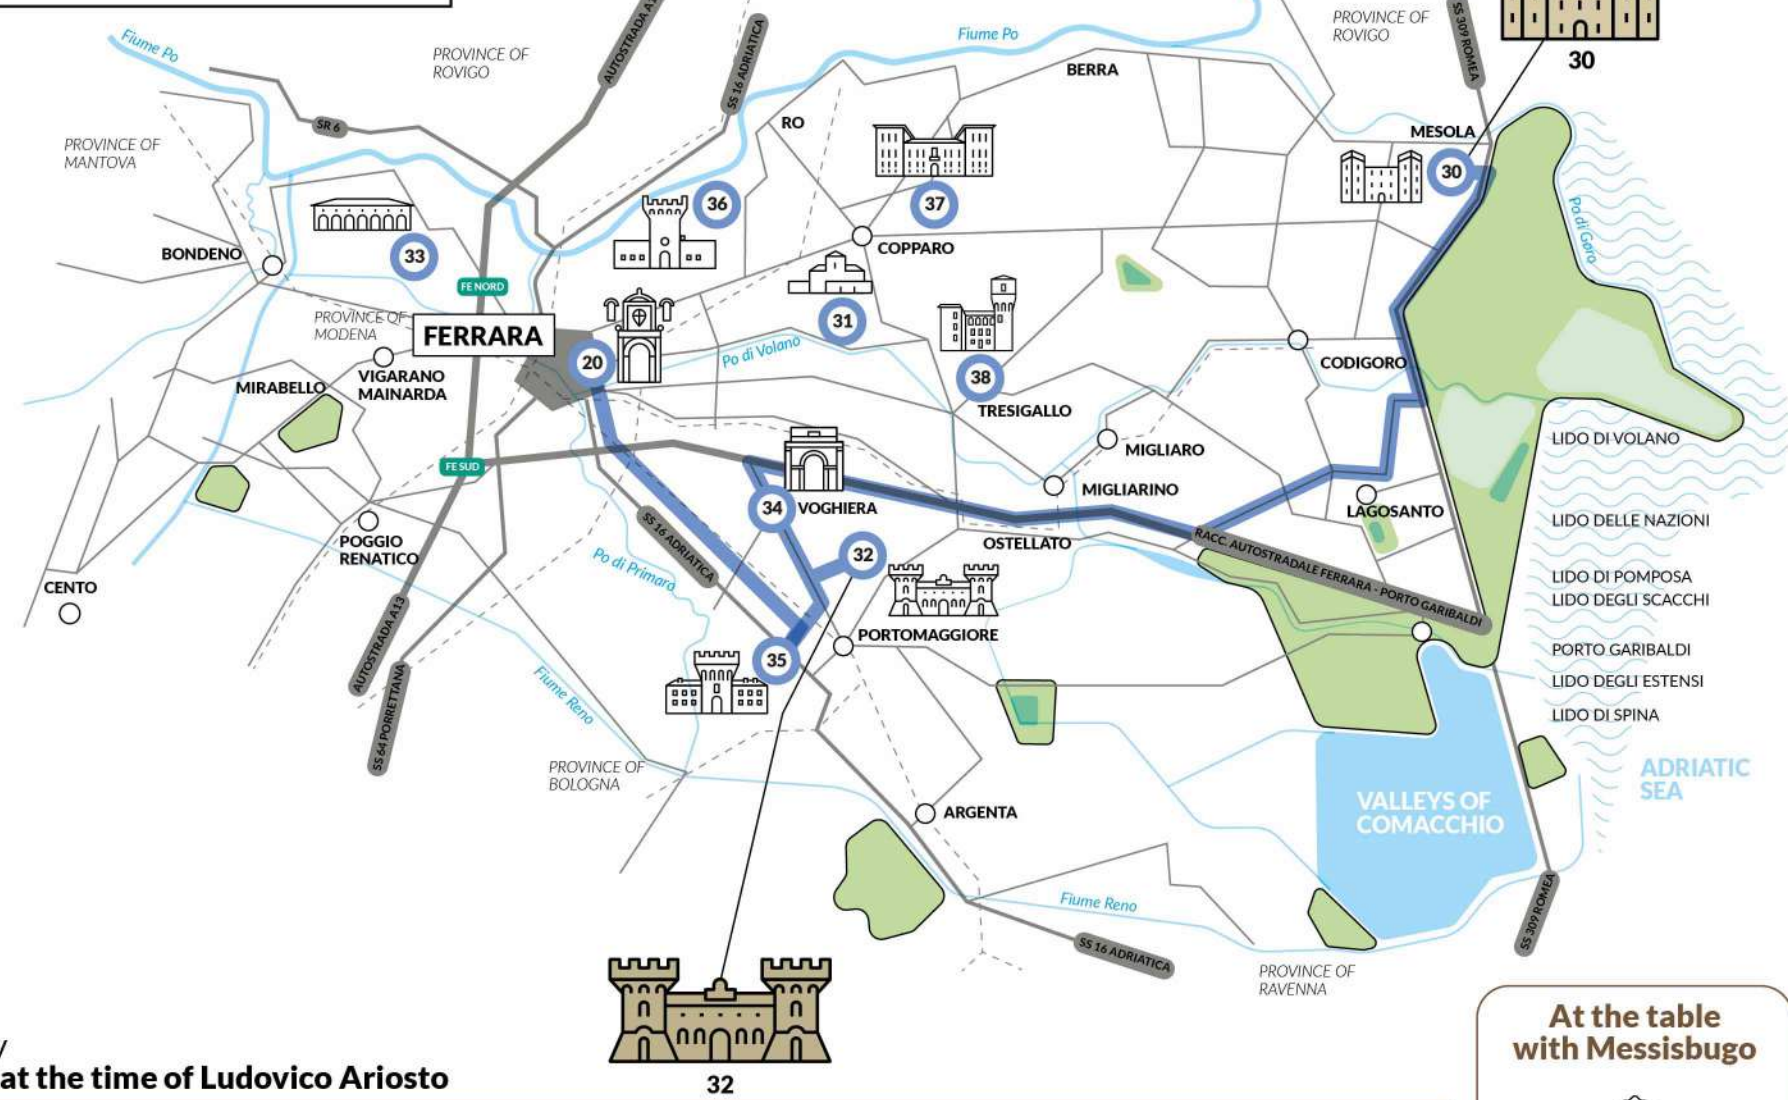 Fiume Po
PROVINCE OF
ROVIGO
AUTOSTRADA A1
SS 16 ADRIATICA
Fiume Po
PROVINCE OF
ROVIGO
SS 309 ROMEA
30
BERRA
SR 6
RO
MESOLA
PROVINCE OF
MANTOVA
30
36
37
Po di Goro
BONDENO
33
COPPARO
FE NORD
PROVINCE OF
MODENA
FERRARA
31
20
Po di Volano
38
CODIGORO
VIGARANO
MAINARDA
MIRABELLO
TRESIGALLO
LIDO DI VOLANO
MIGLIARO
FE SUD
MIGLIARINO
34
VOGHIERA
LAGOSANTO
LIDO DELLE NAZIONI
POGGIO
RENATICO
SS 16 ADRIATICA
32
OSTELLATO
RACC. AUTOSTRADALE FERRARA - PORTO GARIBALDI
Po di Primaro
CENTO
LIDO DI POMPOSA
LIDO DEGLI SCACCHI
AUTOSTRADA A13
PORTOMAGGIORE
35
PORTO GARIBALDI
LIDO DEGLI ESTENSI
LIDO DI SPINA
Fiume Reno
SS 64 PORRETTANA
PROVINCE OF
BOLOGNA
ADRIATIC
SEA
VALLEYS OF
COMACCHIO
ARGENTA
Fiume Reno
SS 309 ROMEA
SS 16 ADRIATICA
PROVINCE OF
RAVENNA
At the table
with Messisbugo
at the time of Ludovico Ariosto
32